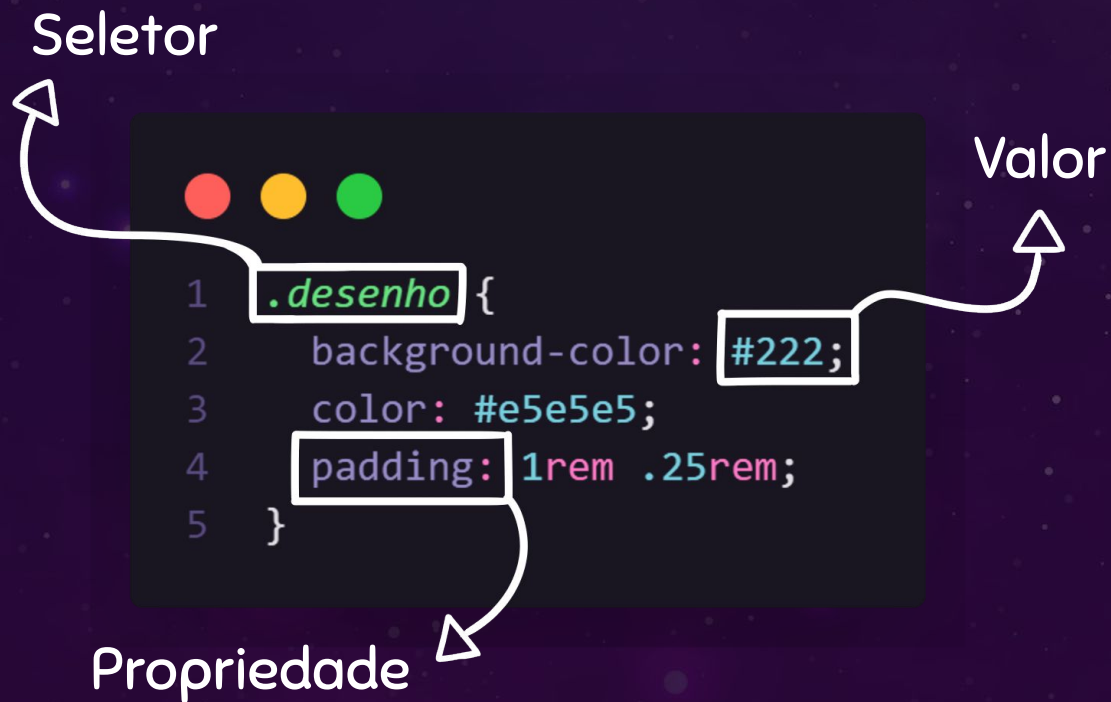 Seletor
Valor
1 .desenho {
2 background-color: #222;
3 color: #e5e5e5;
4 padding: 1rem .25rem;
5 }
Propriedade